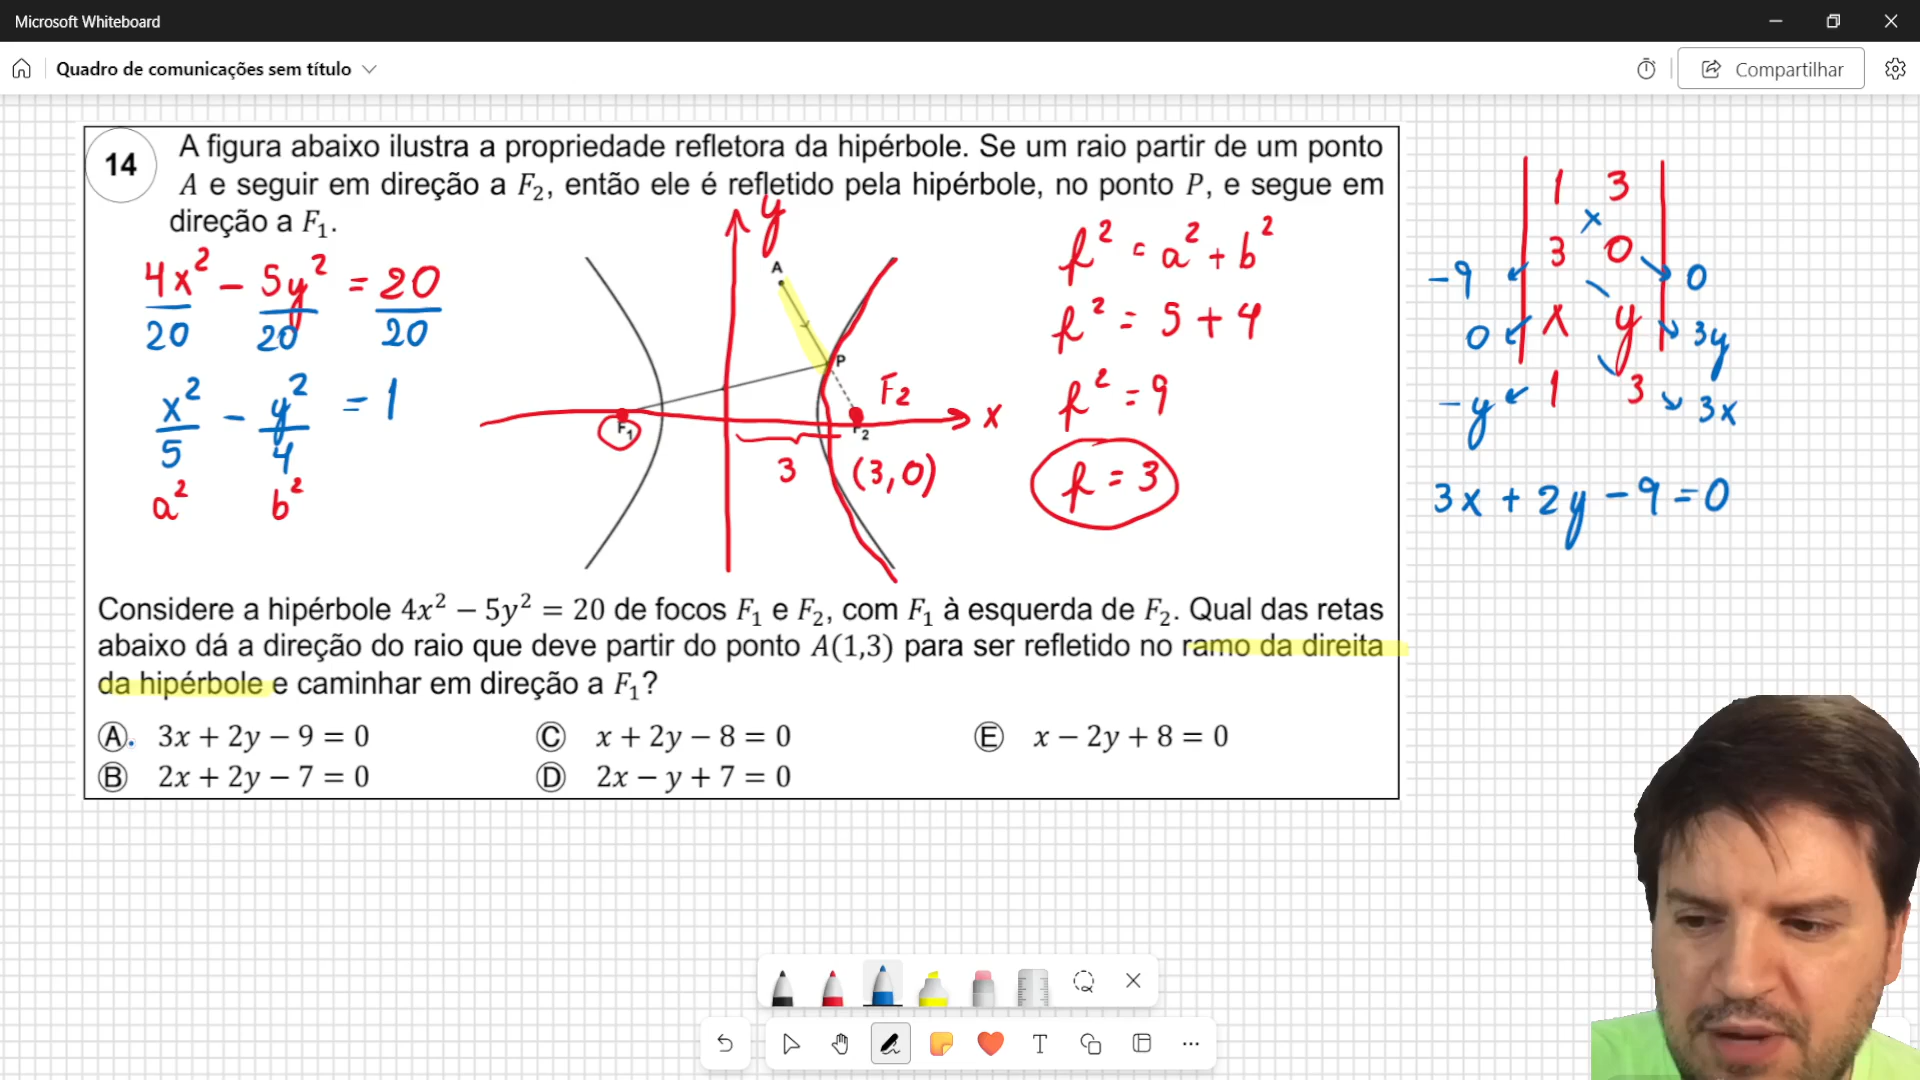 Microsoft Whiteboard
Quadro de comunicações sem título
Compartilhar
14
A figura abaixo ilustra a propriedade refletora da hipérbole. Se um raio partir de um ponto
A e seguir em direção a F₂, então ele é refletido pela hipérbole, no ponto P, e segue em
direção a F₁.
4x² − 5y² = 20
20 20 20
x² − y² = 1
5 4
a² b²
y
A
P
F₂
x
F₁
F₂
3
(3,0)
f² = a² + b²
f² = 5 + 4
f² = 9
f = 3
1 3
x
3 0
-9
0
x y
0
3y
1 3
-y
3x
3x + 2y − 9 = 0
Considere a hipérbole 4x² − 5y² = 20 de focos F₁ e F₂, com F₁ à esquerda de F₂. Qual das retas
abaixo dá a direção do raio que deve partir do ponto A(1,3) para ser refletido no ramo da direita
da hipérbole e caminhar em direção a F₁?
Ⓐ 3x + 2y − 9 = 0
Ⓒ x + 2y − 8 = 0
Ⓔ x − 2y + 8 = 0
Ⓑ 2x + 2y − 7 = 0
Ⓓ 2x − y + 7 = 0
T